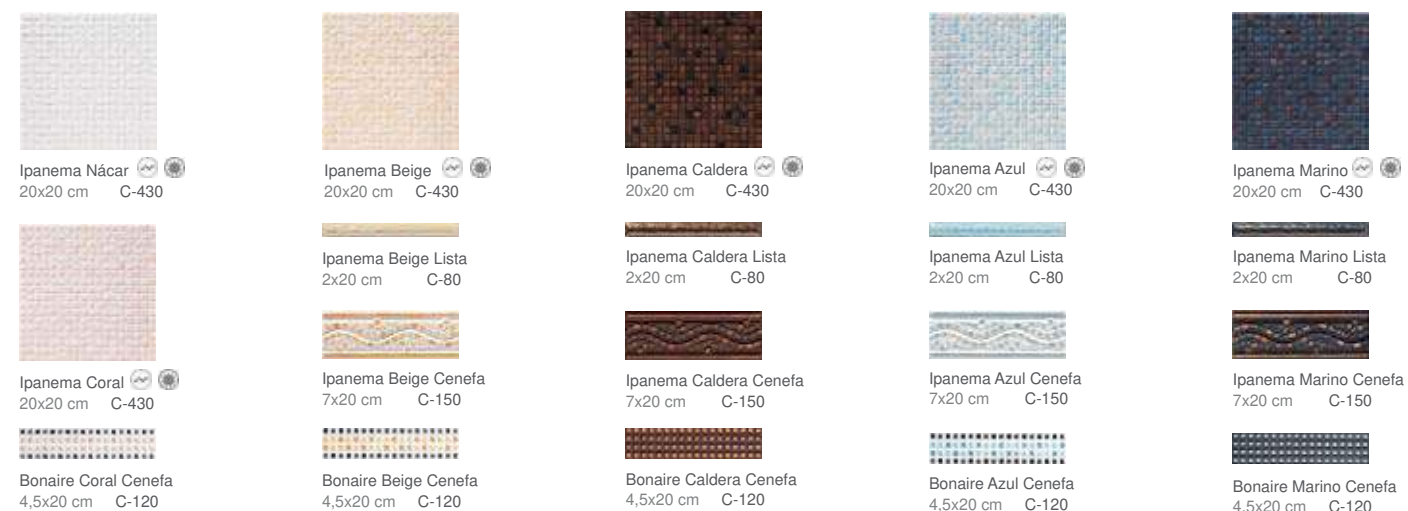 Ipanema Nácar
20x20 cm C-430
Ipanema Beige
20x20 cm C-430
Ipanema Caldera
20x20 cm C-430
Ipanema Azul
20x20 cm C-430
Ipanema Marino
20x20 cm C-430
Ipanema Coral
20x20 cm C-430
Ipanema Beige Lista
2x20 cm C-80
Ipanema Caldera Lista
2x20 cm C-80
Ipanema Azul Lista
2x20 cm C-80
Ipanema Marino Lista
2x20 cm C-80
Ipanema Beige Cenefa
7x20 cm C-150
Ipanema Caldera Cenefa
7x20 cm C-150
Ipanema Azul Cenefa
7x20 cm C-150
Ipanema Marino Cenefa
7x20 cm C-150
Bonaire Coral Cenefa
4,5x20 cm C-120
Bonaire Beige Cenefa
4,5x20 cm C-120
Bonaire Caldera Cenefa
4,5x20 cm C-120
Bonaire Azul Cenefa
4,5x20 cm C-120
Bonaire Marino Cenefa
4,5x20 cm C-120